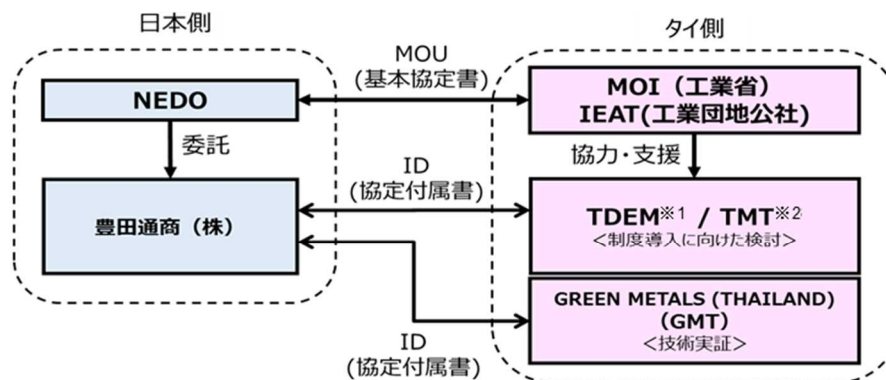 日本側
タイ側
MOU
(基本協定書)
NEDO
MOI（工業省）
IEAT(工業団地公社)
委託
協力・支援
ID
(協定付属書)
豊田通商（株）
TDEM※1 / TMT※2
＜制度導入に向けた検討＞
GREEN METALS (THAILAND)
（GMT）
＜技術実証＞
ID
(協定付属書)